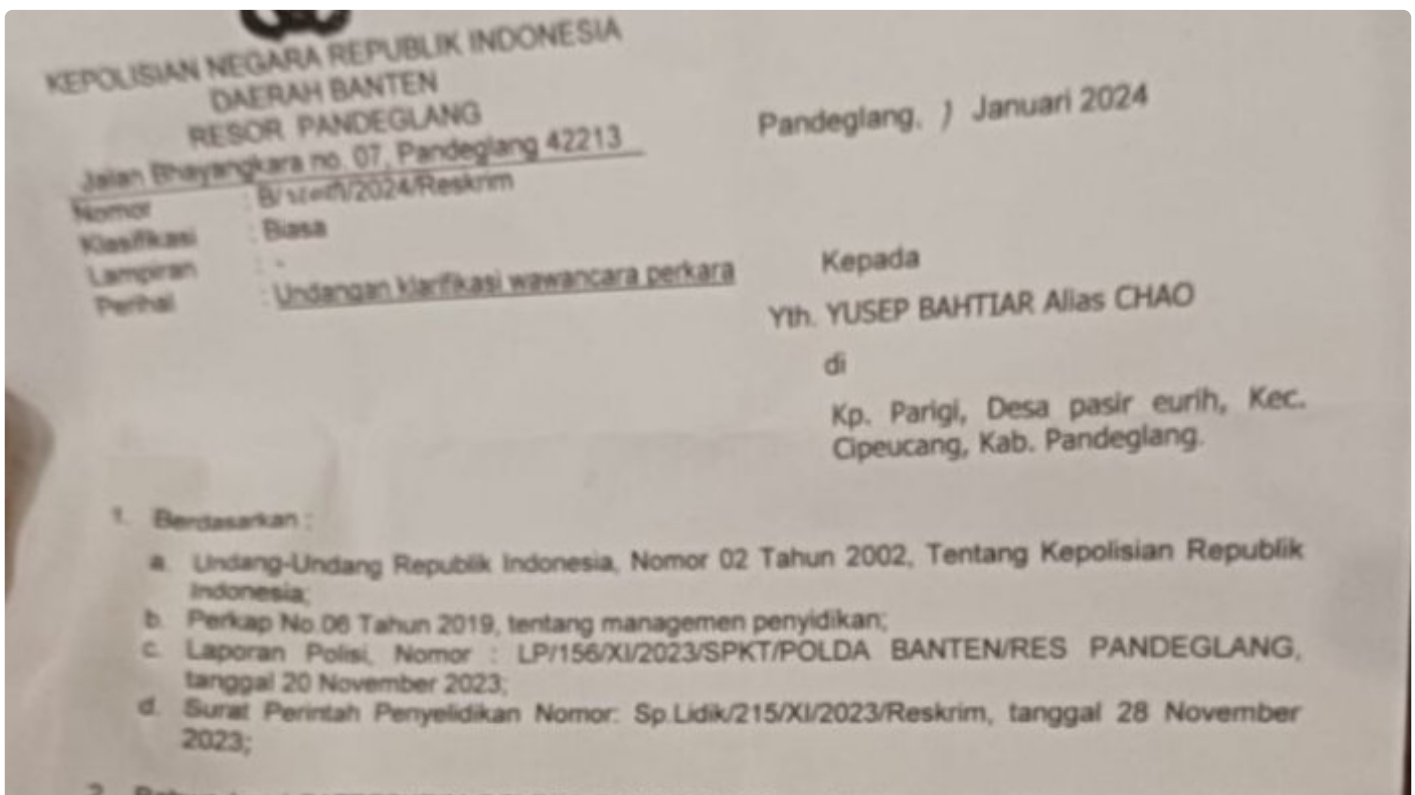 KEPOLISIAN NEGARA REPUBLIK INDONESIA
DAERAH BANTEN
RESOR PANDEGLANG
Jalan Bhayangkara no. 07, Pandeglang 42213
Pandeglang, Januari 2024
Nomor : B/ /2024/Reskrim
Klasifikasi : Biasa
Lampiran : -
Perihal : Undangan klarifikasi wawancara perkara
Kepada
Yth. YUSEP BAHTIAR Alias CHAO
di
Kp. Parigi, Desa pasir eurih, Kec.
Cipeucang, Kab. Pandeglang.
1. Berdasarkan :
a. Undang-Undang Republik Indonesia, Nomor 02 Tahun 2002, Tentang Kepolisian Republik
Indonesia;
b. Perkap No.06 Tahun 2019, tentang managemen penyidikan;
c. Laporan Polisi, Nomor : LP/156/XI/2023/SPKT/POLDA BANTEN/RES PANDEGLANG,
tanggal 20 November 2023;
d. Surat Perintah Penyelidikan Nomor: Sp.Lidik/215/XI/2023/Reskrim, tanggal 28 November
2023;